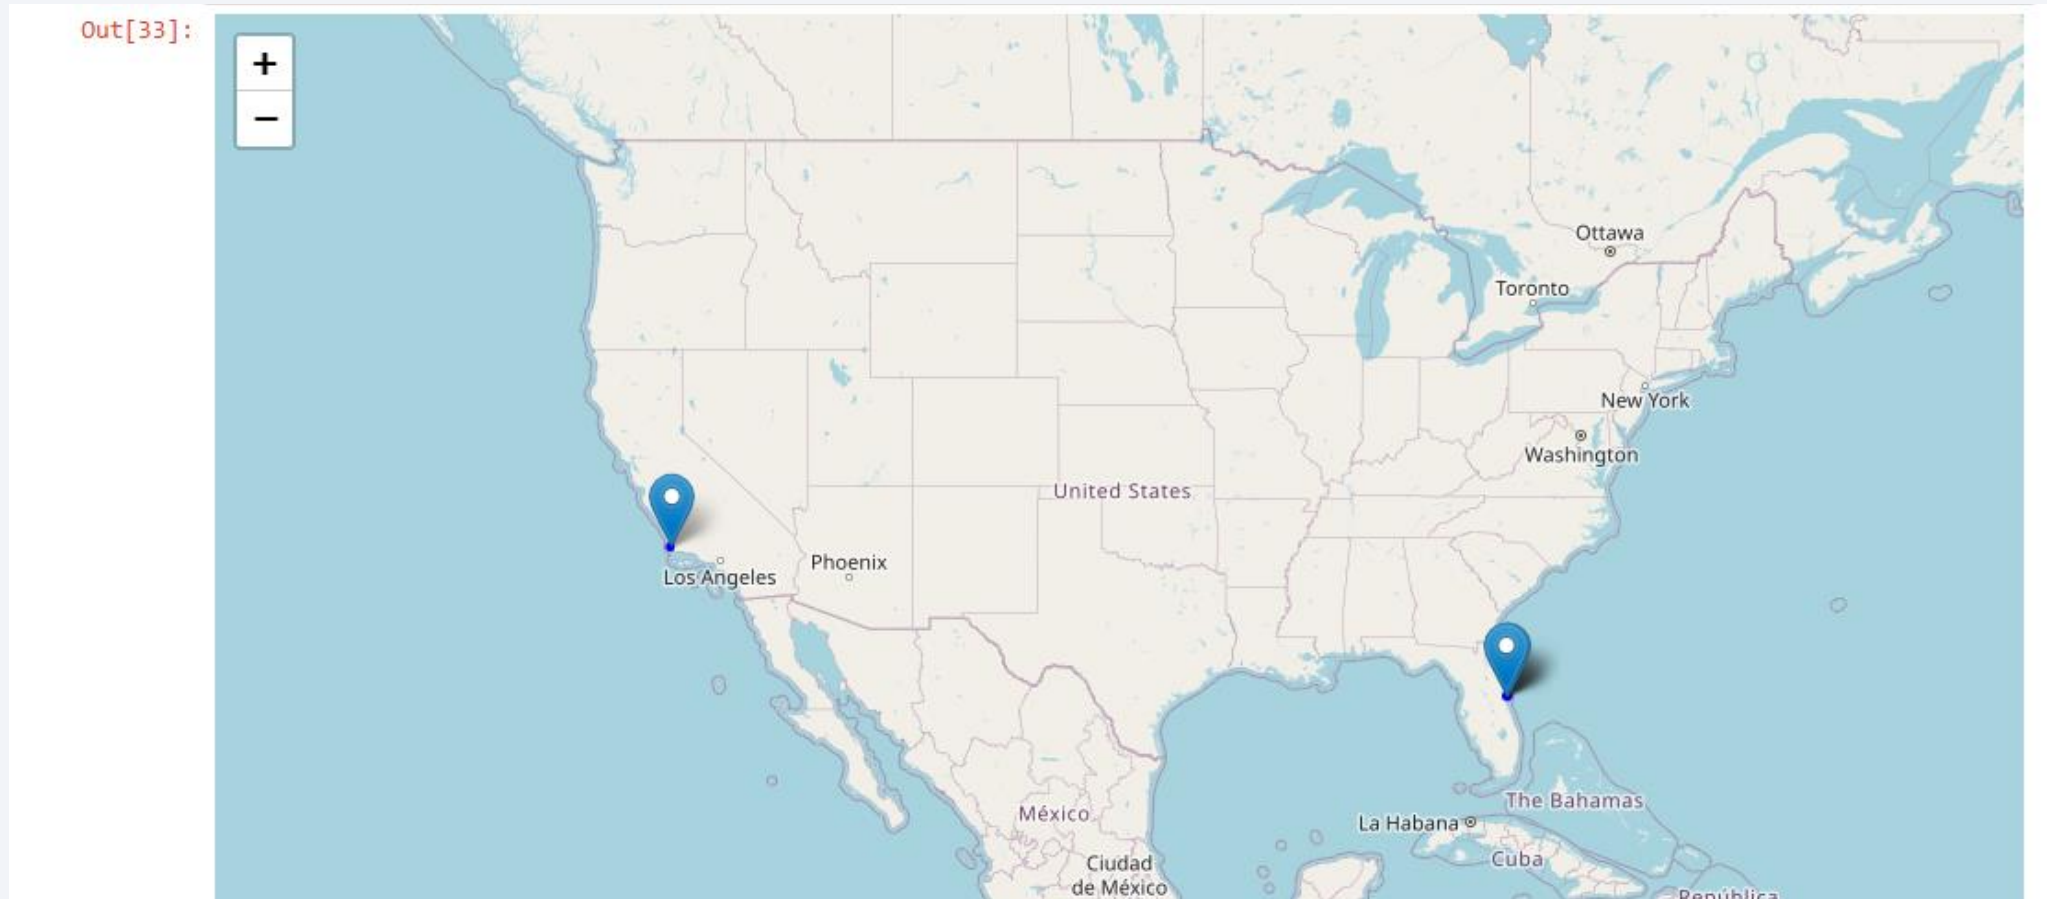 Out[33]:
+
−
Ottawa
Toronto
New York
Washington
United States
Phoenix
Los Angeles
México
The Bahamas
La Habana
Cuba
Ciudad
de México
República